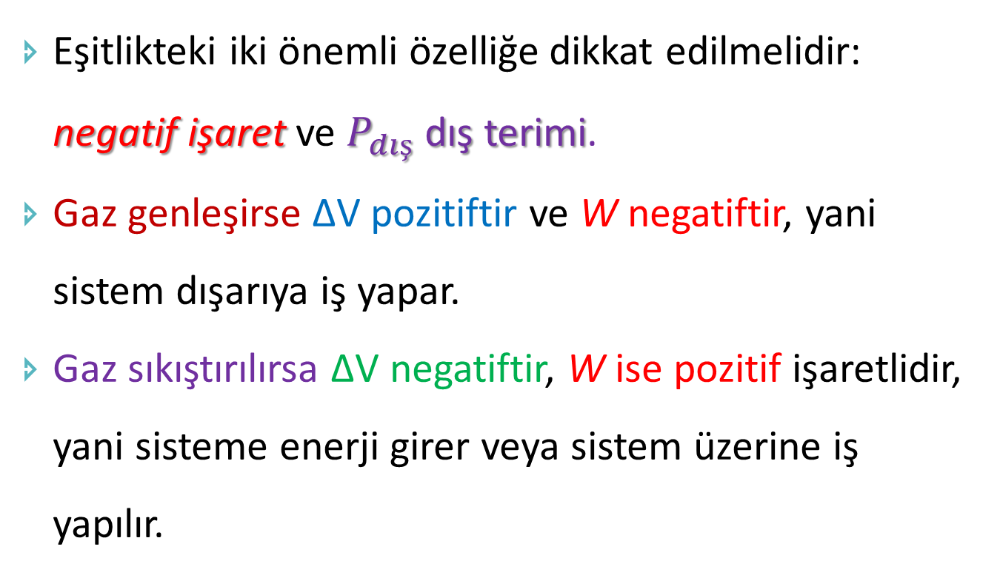 Eşitlikteki iki önemli özelliğe dikkat edilmelidir:
negatif işaret ve P_dış dış terimi.
Gaz genleşirse ΔV pozitiftir ve W negatiftir, yani
sistem dışarıya iş yapar.
Gaz sıkıştırılırsa ΔV negatiftir, W ise pozitif işaretlidir,
yani sisteme enerji girer veya sistem üzerine iş
yapılır.